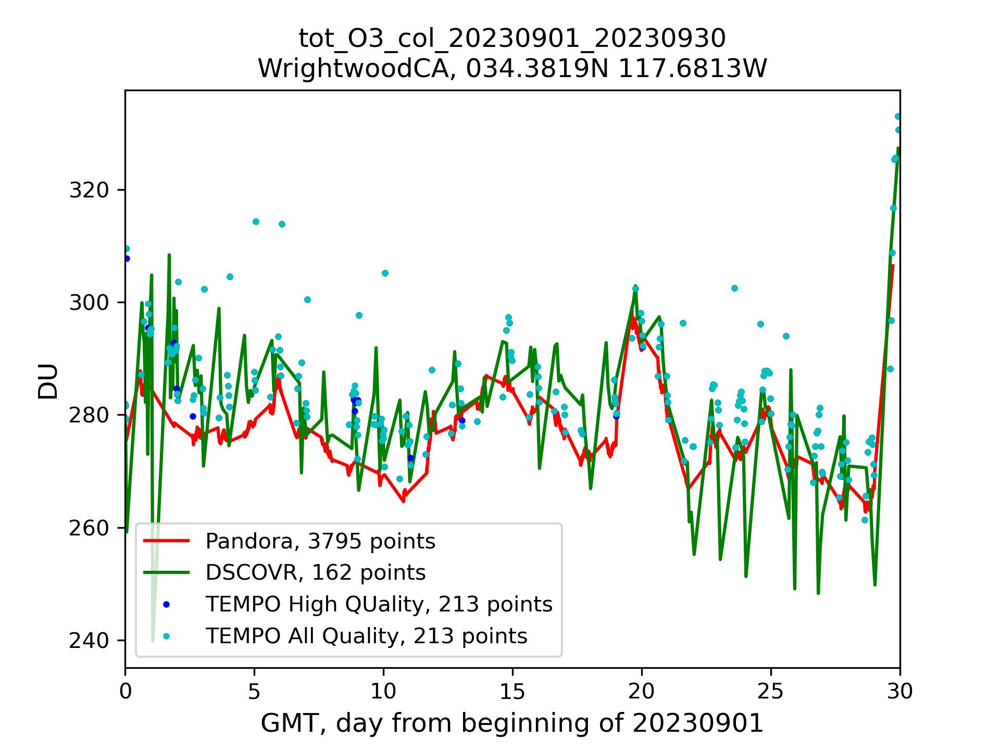 tot_O3_col_20230901_20230930
WrightwoodCA, 034.3819N 117.6813W
DU
320
300
280
260
240
Pandora, 3795 points
DSCOVR, 162 points
TEMPO High QUality, 213 points
TEMPO All Quality, 213 points
0 5 10 15 20 25 30
GMT, day from beginning of 20230901